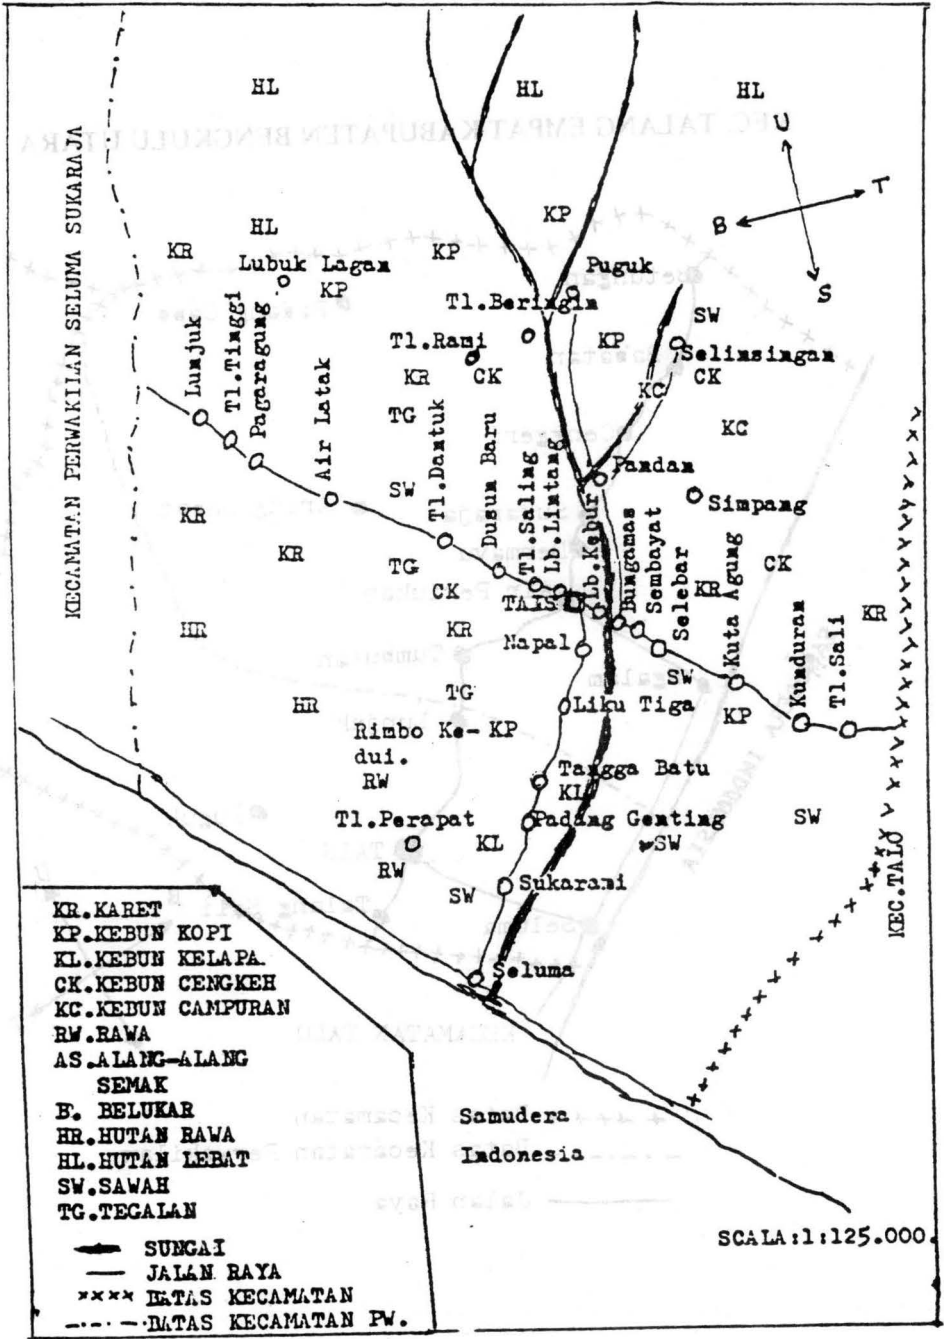 HL
HL
HL
U
T
B
S
KP
HL
KR
KP
Puguk
Lubuk Lagan
KP
Tl.Beringin
SW
Tl.Rami
KP
Selinsingan
KR
CK
CK
KC
KECAMATAN PERWAKILAN SELUMA SUKARAJA
Lunjuk
Tl.Tinggi
Pagaragung
Air Latak
TG
KC
Tl.Dantuk
Dusun Baru
Tl.Saling
Lb.Lintang
Pandan
SW
Simpang
KR
KR
TG
CK
CK
TAIS
Lb.Kebur
Bungamas
Sembayat
Selebar
KR
Kuta Agung
KR
HR
KR
Napal
Kunduran
Tl.Sali
SW
TG
Liku Tiga
HR
KP
Rimbo Ke-
KP
dui.
RW
Tangga Batu
KL
Tl.Perapat
Padang Genting
SW
KL
SW
RW
SW
Sukarami
KEC.TALO
Seluma
Samudera
Indonesia
SCALA:1:125.000.
KR.KARET
KP.KEBUN KOPI
KL.KEBUN KELAPA
CK.KEBUN CENGKEH
KC.KEBUN CAMPURAN
RW.RAWA
AS.ALANG-ALANG
SEMAK
B. BELUKAR
HR.HUTAN RAWA
HL.HUTAN LEBAT
SW.SAWAH
TG.TEGALAN
SUNGAI
JALAN RAYA
BATAS KECAMATAN
BATAS KECAMATAN PW.